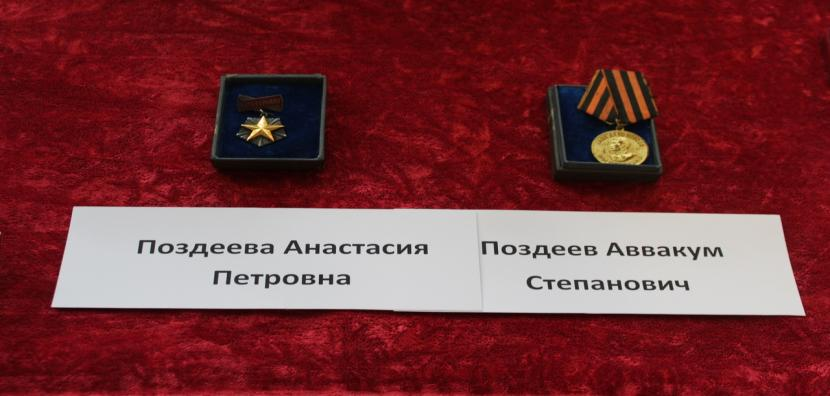 Поздеева Анастасия
Петровна
Поздеев Аввакум
Степанович